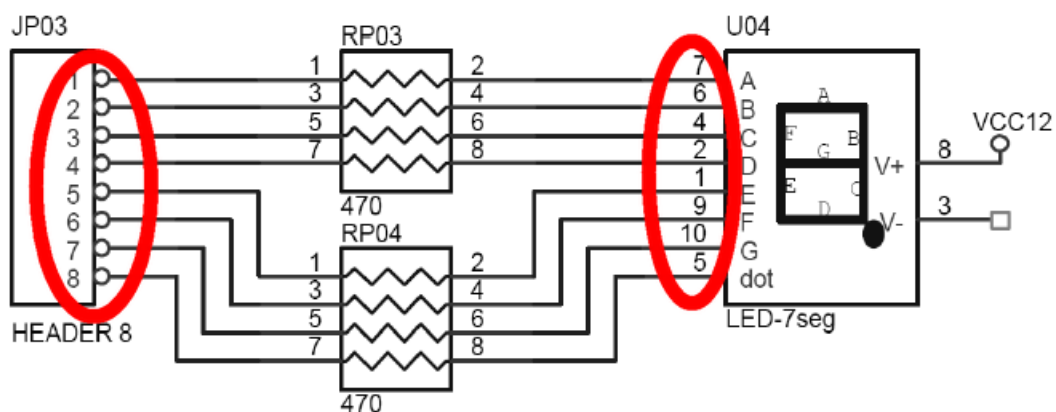 JP03
1
2
3
4
5
6
7
8
HEADER 8
RP03
1 2
3 4
5 6
7 8
470
RP04
1 2
3 4
5 6
7 8
470
U04
7 A
6 B
4 C
2 D
1 E
9 F
10 G
5 dot
A
F B
G
E C
D
V+ 8
VCC12
V- 3
LED-7seg